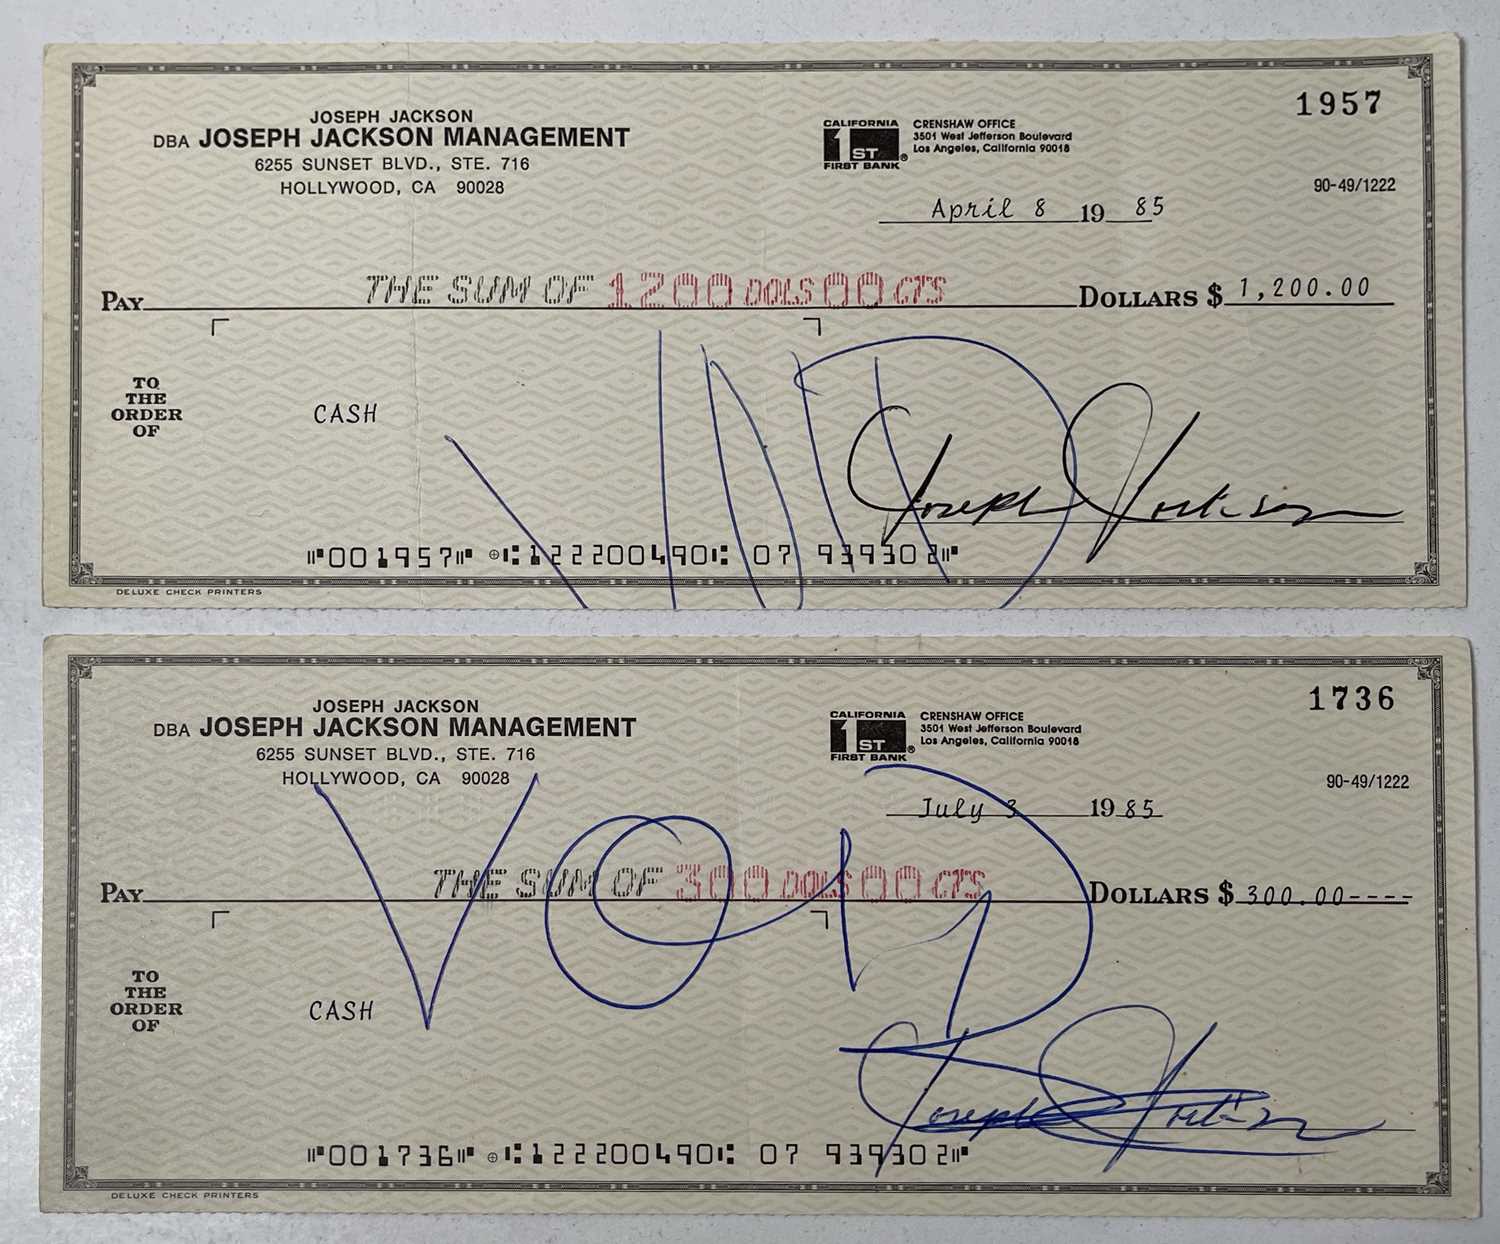 JOSEPH JACKSON
DBA JOSEPH JACKSON MANAGEMENT
6255 SUNSET BLVD., STE. 716
HOLLYWOOD, CA 90028
CALIFORNIA
1ST
FIRST BANK
CRENSHAW OFFICE
3501 West Jefferson Boulevard
Los Angeles, California 90018
1957
90-49/1222
April 8 19 85
PAY THE SUM OF 1200 DOLS 00 CTS DOLLARS $ 1,200.00
TO
THE
ORDER
OF
CASH
VOID
Joseph Jackson
⑈001957⑈ ⑆122200490⑆ 07 939302⑈
DELUXE CHECK PRINTERS
JOSEPH JACKSON
DBA JOSEPH JACKSON MANAGEMENT
6255 SUNSET BLVD., STE. 716
HOLLYWOOD, CA 90028
CALIFORNIA
1ST
FIRST BANK
CRENSHAW OFFICE
3501 West Jefferson Boulevard
Los Angeles, California 90018
1736
90-49/1222
July 3 19 85
PAY THE SUM OF 300 DOLS 00 CTS DOLLARS $ 300.00----
VOID
TO
THE
ORDER
OF
CASH
Joseph Jackson
⑈001736⑈ ⑆122200490⑆ 07 939302⑈
DELUXE CHECK PRINTERS